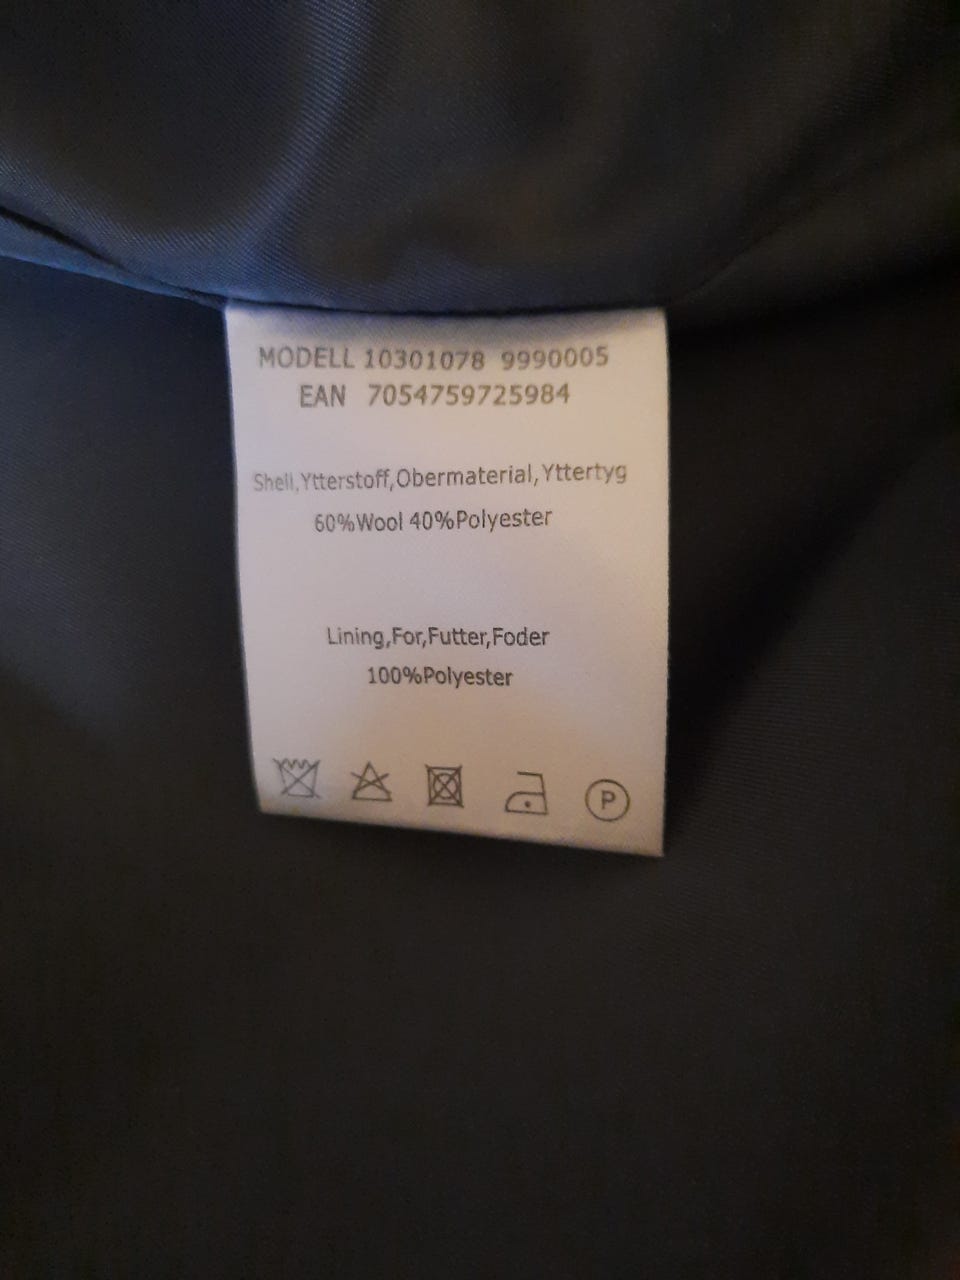 MODELL 10301078 9990005
EAN 7054759725984
Shell,Ytterstoff,Obermaterial,Yttertyg
60%Wool 40%Polyester
Lining,For,Futter,Foder
100%Polyester
P